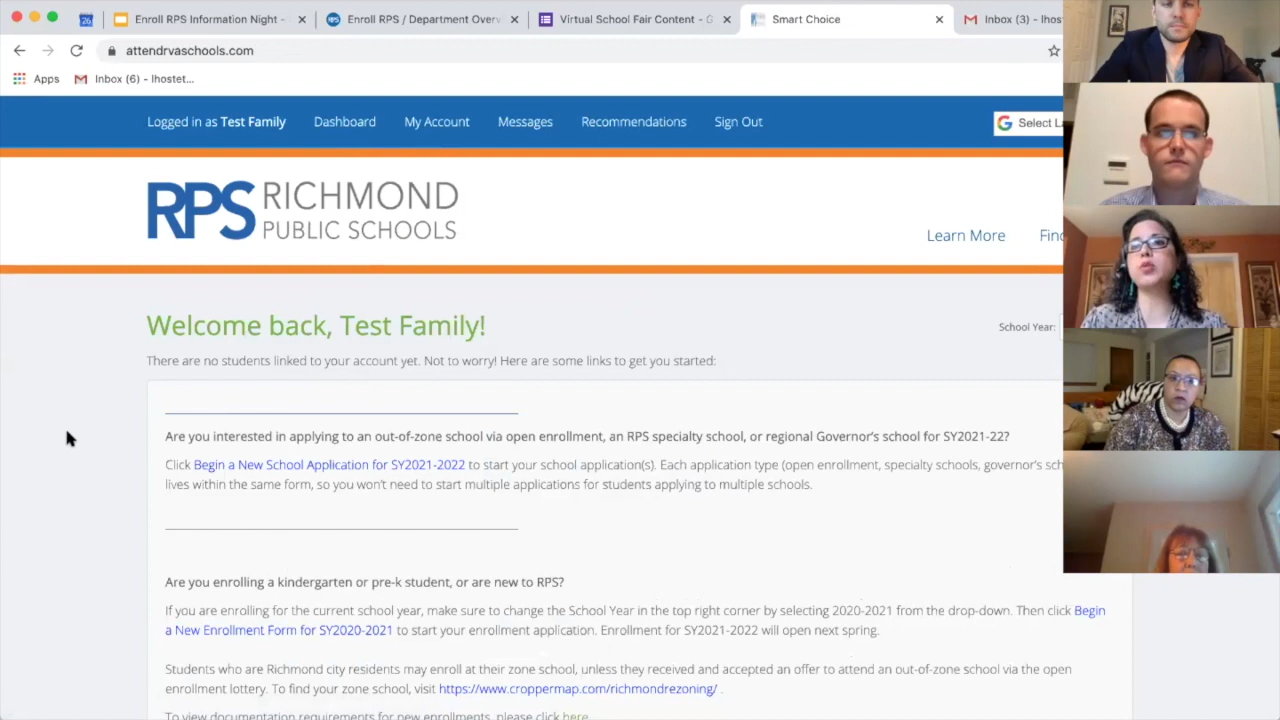 26 Enroll RPS Information Night - × Enroll RPS / Department Overv × Virtual School Fair Content - G × Smart Choice × Inbox (3) - lhos
attendrvaschools.com
Apps Inbox (6) - lhostet...
Logged in as Test Family Dashboard My Account Messages Recommendations Sign Out G Select La
RPS RICHMOND
PUBLIC SCHOOLS
Learn More Find
Welcome back, Test Family!
School Year:
There are no students linked to your account yet. Not to worry! Here are some links to get you started:
Are you interested in applying to an out-of-zone school via open enrollment, an RPS specialty school, or regional Governor's school for SY2021-22?
Click Begin a New School Application for SY2021-2022 to start your school application(s). Each application type (open enrollment, specialty schools, governor's sch
lives within the same form, so you won't need to start multiple applications for students applying to multiple schools.
Are you enrolling a kindergarten or pre-k student, or are new to RPS?
If you are enrolling for the current school year, make sure to change the School Year in the top right corner by selecting 2020-2021 from the drop-down. Then click Begin
a New Enrollment Form for SY2020-2021 to start your enrollment application. Enrollment for SY2021-2022 will open next spring.
Students who are Richmond city residents may enroll at their zone school, unless they received and accepted an offer to attend an out-of-zone school via the open
enrollment lottery. To find your zone school, visit https://www.croppermap.com/richmondrezoning/ .
To view documentation requirements for new enrollments, please click here.